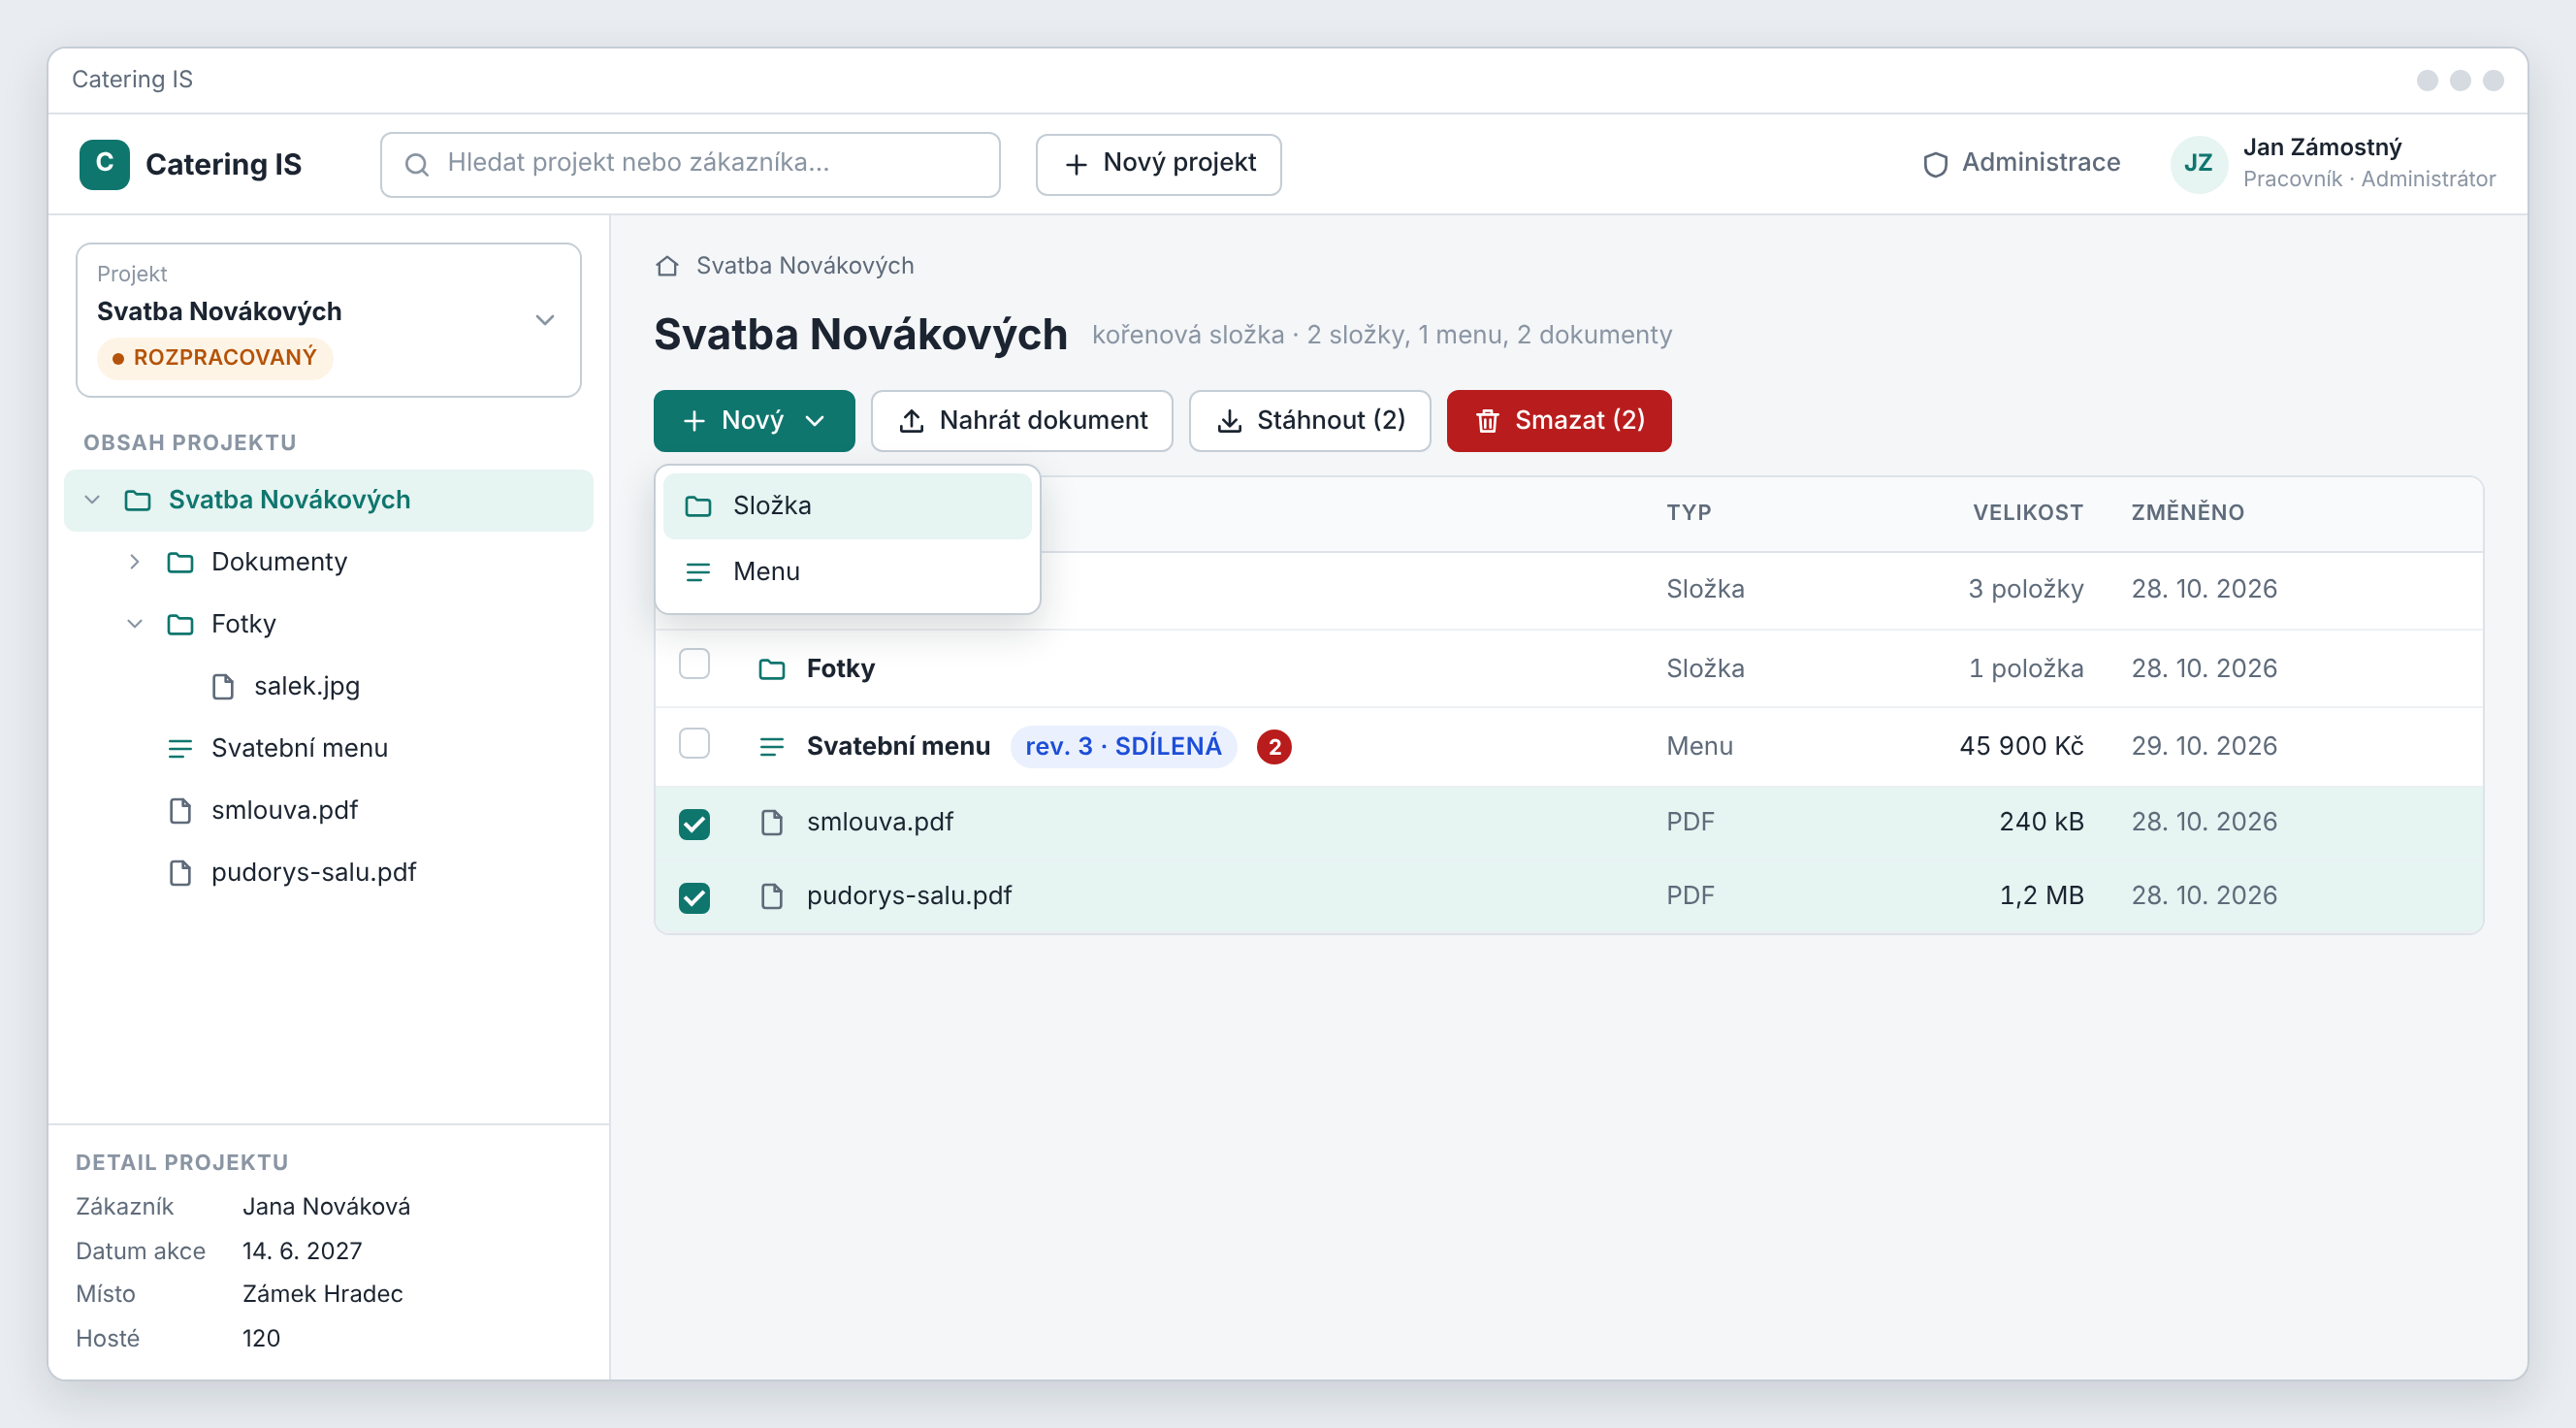 Catering IS
C Catering IS
Hledat projekt nebo zákazníka...
Nový projekt
Administrace
JZ
Jan Zámostný
Pracovník · Administrátor
Projekt
Svatba Novákových
ROZPRACOVANÝ
OBSAH PROJEKTU
Svatba Novákových
Dokumenty
Fotky
salek.jpg
Svatební menu
smlouva.pdf
pudorys-salu.pdf
DETAIL PROJEKTU
Zákazník Jana Nováková
Datum akce 14. 6. 2027
Místo Zámek Hradec
Hosté 120
Svatba Novákových
Svatba Novákových kořenová složka · 2 složky, 1 menu, 2 dokumenty
Nový Nahrát dokument Stáhnout (2) Smazat (2)
Složka
Menu
TYP VELIKOST ZMĚNĚNO
Složka 3 položky 28. 10. 2026
Fotky Složka 1 položka 28. 10. 2026
Svatební menu rev. 3 · SDÍLENÁ 2 Menu 45 900 Kč 29. 10. 2026
smlouva.pdf PDF 240 kB 28. 10. 2026
pudorys-salu.pdf PDF 1,2 MB 28. 10. 2026